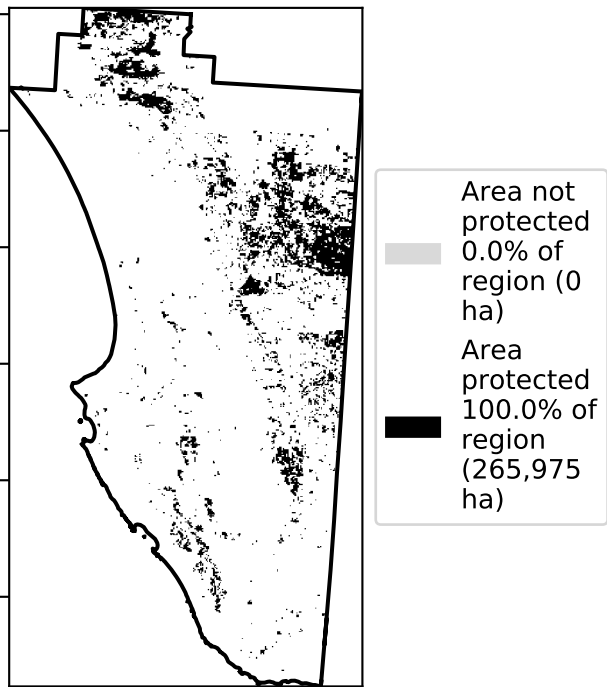 Area not
protected
0.0% of
region (0
ha)
Area
protected
100.0% of
region
(265,975
ha)